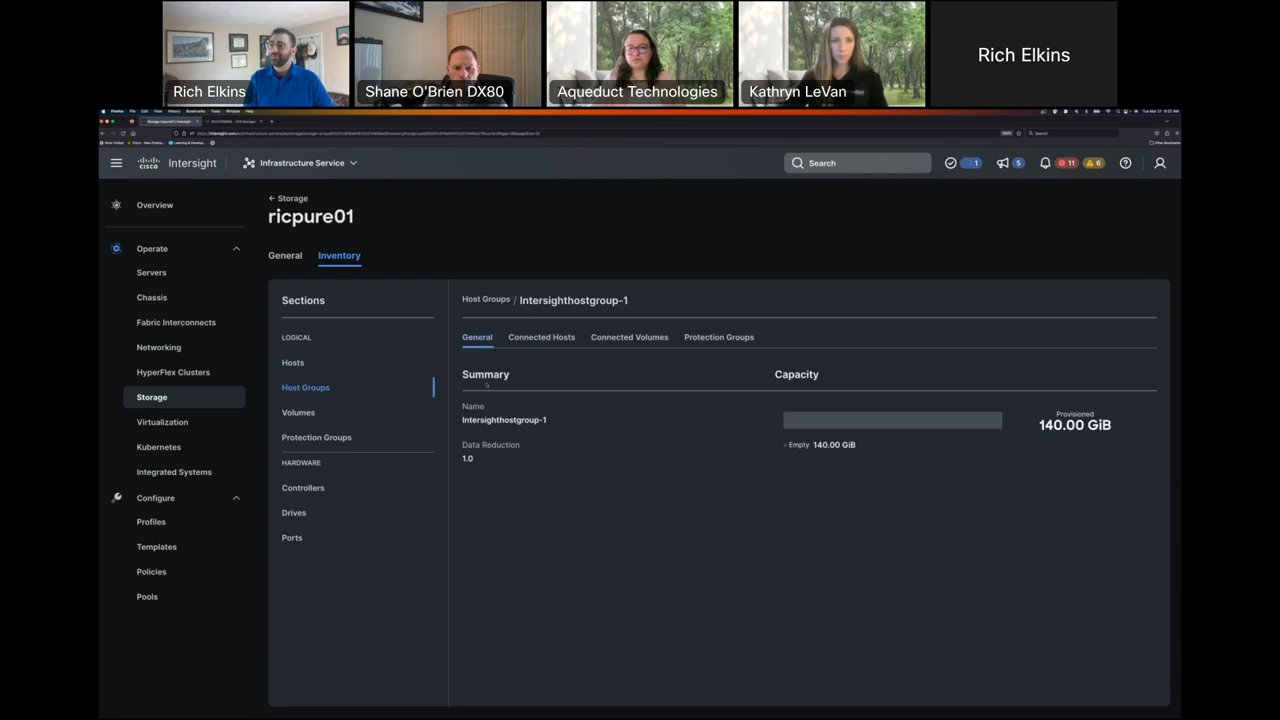 Rich Elkins
Shane O'Brien DX80
Aqueduct Technologies
Kathryn LeVan
Rich Elkins
CISCO Intersight
Infrastructure Service
Search
1
5
11
6
Overview
Operate
Servers
Chassis
Fabric Interconnects
Networking
HyperFlex Clusters
Storage
Virtualization
Kubernetes
Integrated Systems
Configure
Profiles
Templates
Policies
Pools
← Storage
ricpure01
General Inventory
Sections
LOGICAL
Hosts
Host Groups
Volumes
Protection Groups
HARDWARE
Controllers
Drives
Ports
Host Groups / Intersighthostgroup-1
General Connected Hosts Connected Volumes Protection Groups
Summary
Name
Intersighthostgroup-1
Data Reduction
1.0
Capacity
Provisioned
140.00 GiB
Empty 140.00 GiB